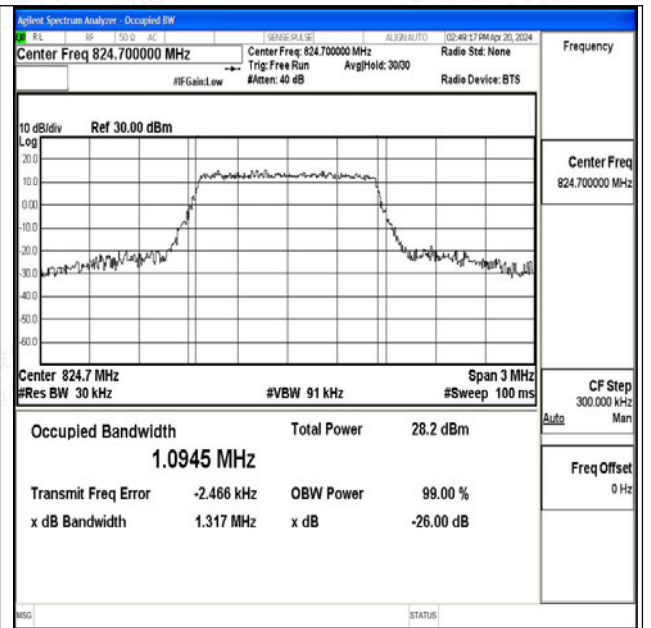 Agilent Spectrum Analyzer - Occupied BW
RL RF 50 Ω AC SENSE:PULSE ALIGN AUTO 02:49:17 PM Apr 20, 2024
Center Freq 824.700000 MHz
Center Freq: 824.700000 MHz
Radio Std: None
Trig: Free Run Avg|Hold: 30/30
#IFGain:Low #Atten: 40 dB Radio Device: BTS
Frequency
10 dB/div Ref 30.00 dBm
Log
20.0
10.0
0.00
-10.0
-20.0
-30.0
-40.0
-50.0
-60.0
Center 824.7 MHz Span 3 MHz
#Res BW 30 kHz #VBW 91 kHz #Sweep 100 ms
Occupied Bandwidth Total Power 28.2 dBm
1.0945 MHz
Transmit Freq Error -2.466 kHz OBW Power 99.00 %
x dB Bandwidth 1.317 MHz x dB -26.00 dB
Center Freq
824.700000 MHz
CF Step
300.000 kHz
Auto Man
Freq Offset
0 Hz
MSG STATUS